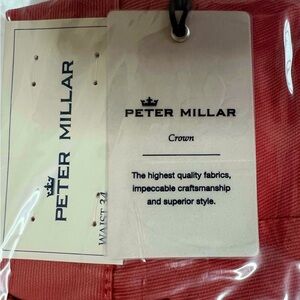 PETER MILLAR
WAIST 34
PETER MILLAR
Crown
The highest quality fabrics,
impeccable craftsmanship
and superior style.